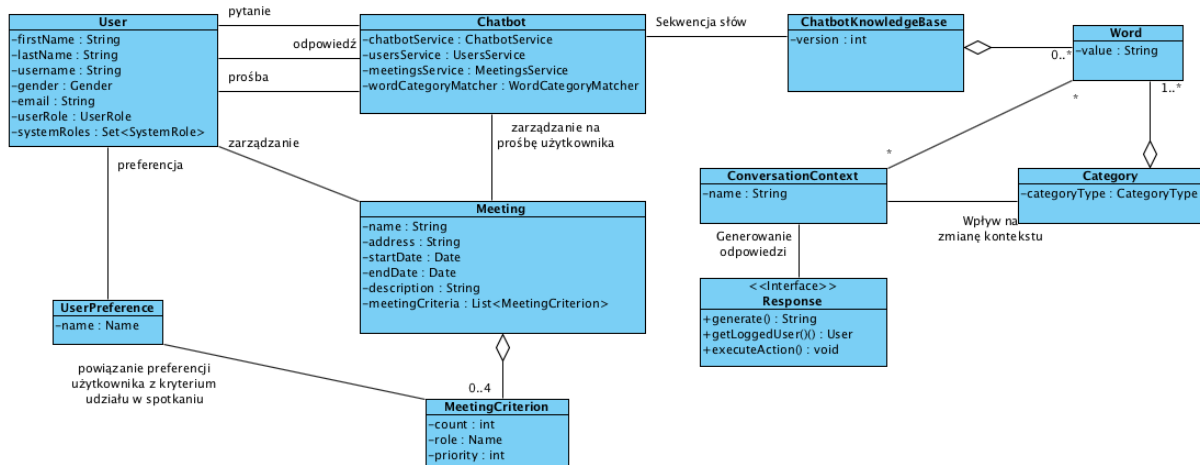 User
-firstName : String
-lastName : String
-username : String
-gender : Gender
-email : String
-userRole : UserRole
-systemRoles : Set<SystemRole>
pytanie
odpowiedź
prośba
Chatbot
-chatbotService : ChatbotService
-usersService : UsersService
-meetingsService : MeetingsService
-wordCategoryMatcher : WordCategoryMatcher
Sekwencja słów
ChatbotKnowledgeBase
-version : int
0..*
Word
-value : String
1..*
*
*
preferencja
zarządzanie
zarządzanie na
prośbę użytkownika
ConversationContext
-name : String
Category
-categoryType : CategoryType
Wpływ na
zmianę kontekstu
Meeting
-name : String
-address : String
-startDate : Date
-endDate : Date
-description : String
-meetingCriteria : List<MeetingCriterion>
Generowanie
odpowiedzi
<<Interface>>
Response
+generate() : String
+getLoggedUser()() : User
+executeAction() : void
UserPreference
-name : Name
powiązanie preferencji
użytkownika z kryterium
udziału w spotkaniu
0..4
MeetingCriterion
-count : int
-role : Name
-priority : int